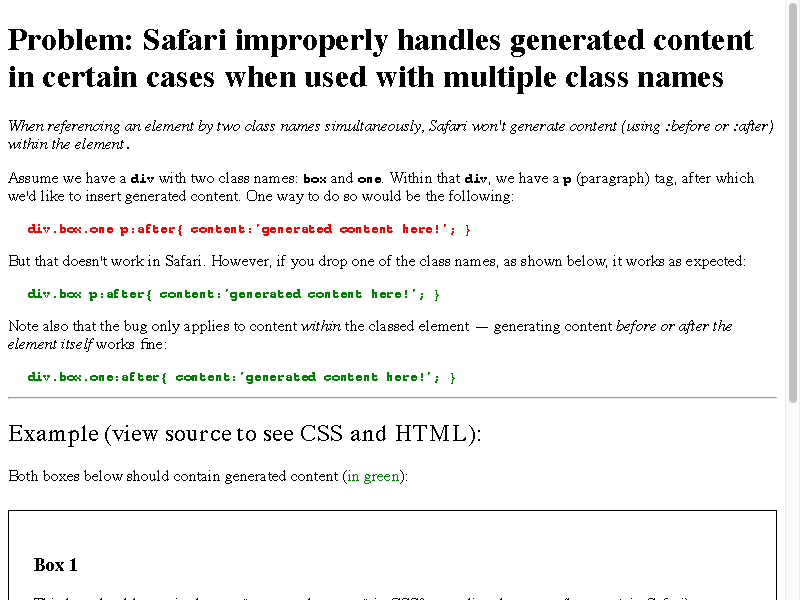 Problem: Safari improperly handles generated content
in certain cases when used with multiple class names
When referencing an element by two class names simultaneously, Safari won't generate content (using :before or :after)
within the element.
Assume we have a div with two class names: box and one. Within that div, we have a p (paragraph) tag, after which
we'd like to insert generated content. One way to do so would be the following:
div.box.one p:after{ content:'generated content here!'; }
But that doesn't work in Safari. However, if you drop one of the class names, as shown below, it works as expected:
div.box p:after{ content:'generated content here!'; }
Note also that the bug only applies to content within the classed element — generating content before or after the
element itself works fine:
div.box.one:after{ content:'generated content here!'; }
Example (view source to see CSS and HTML):
Both boxes below should contain generated content (in green):
Box 1